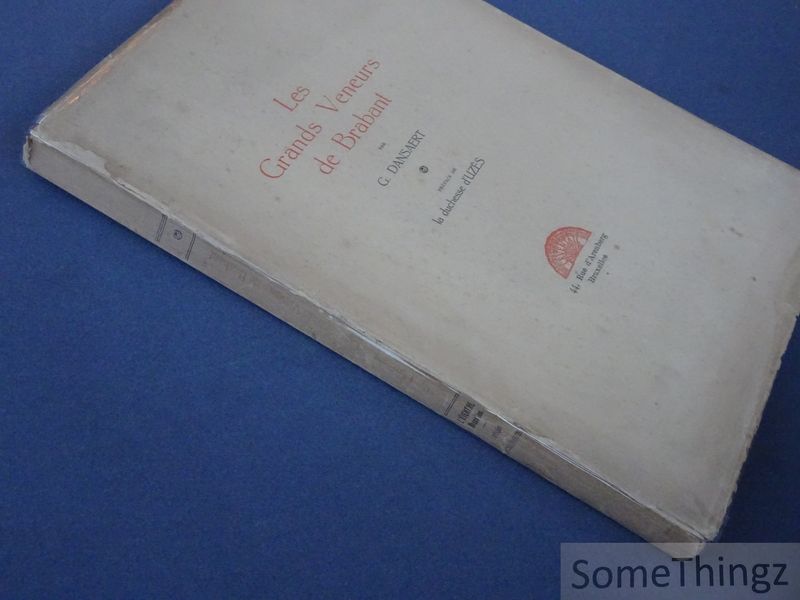 Les
Grands Veneurs
de Brabant
PAR
G. DANSAERT
PRÉFACE DE
la duchesse d'UZÈS
44, Rue d'Arenberg
Bruxelles
SomeThingz